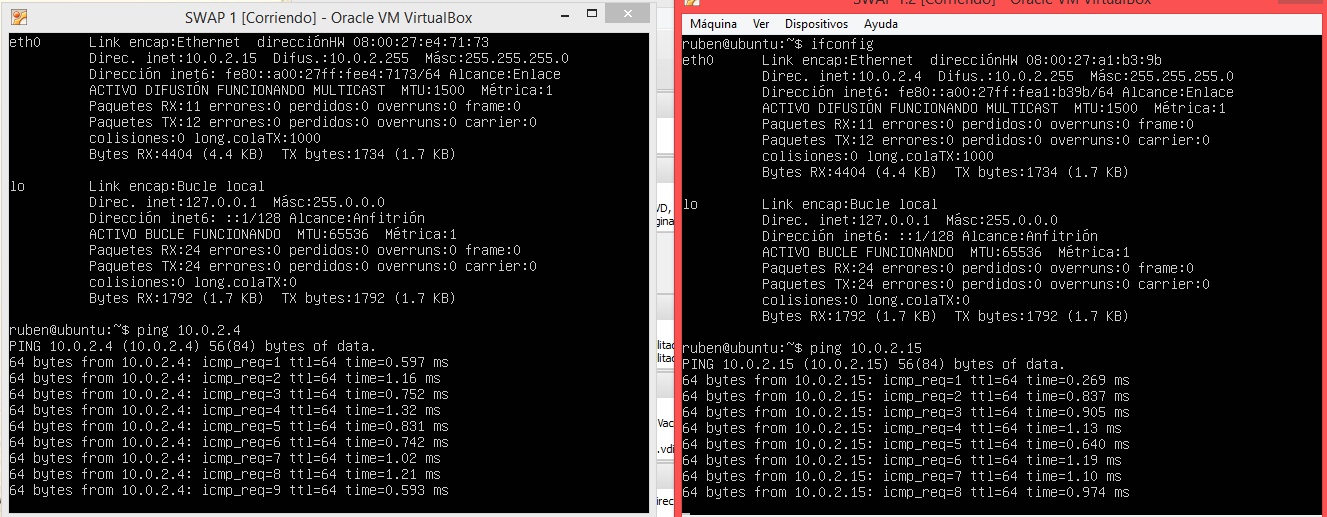 SWAP 1 [Corriendo] - Oracle VM VirtualBox
eth0 Link encap:Ethernet direcciónHW 08:00:27:e4:71:73
Direc. inet:10.0.2.15 Difus.:10.0.2.255 Másc:255.255.255.0
Dirección inet6: fe80::a00:27ff:fee4:7173/64 Alcance:Enlace
ACTIVO DIFUSIÓN FUNCIONANDO MULTICAST MTU:1500 Métrica:1
Paquetes RX:11 errores:0 perdidos:0 overruns:0 frame:0
Paquetes TX:12 errores:0 perdidos:0 overruns:0 carrier:0
colisiones:0 long.colaTX:1000
Bytes RX:4404 (4.4 KB) TX bytes:1734 (1.7 KB)
lo Link encap:Bucle local
Direc. inet:127.0.0.1 Másc:255.0.0.0
Dirección inet6: ::1/128 Alcance:Anfitrión
ACTIVO BUCLE FUNCIONANDO MTU:65536 Métrica:1
Paquetes RX:24 errores:0 perdidos:0 overruns:0 frame:0
Paquetes TX:24 errores:0 perdidos:0 overruns:0 carrier:0
colisiones:0 long.colaTX:0
Bytes RX:1792 (1.7 KB) TX bytes:1792 (1.7 KB)
ruben@ubuntu:~$ ping 10.0.2.4
PING 10.0.2.4 (10.0.2.4) 56(84) bytes of data.
64 bytes from 10.0.2.4: icmp_req=1 ttl=64 time=0.597 ms
64 bytes from 10.0.2.4: icmp_req=2 ttl=64 time=1.16 ms
64 bytes from 10.0.2.4: icmp_req=3 ttl=64 time=0.752 ms
64 bytes from 10.0.2.4: icmp_req=4 ttl=64 time=1.32 ms
64 bytes from 10.0.2.4: icmp_req=5 ttl=64 time=0.831 ms
64 bytes from 10.0.2.4: icmp_req=6 ttl=64 time=0.742 ms
64 bytes from 10.0.2.4: icmp_req=7 ttl=64 time=1.02 ms
64 bytes from 10.0.2.4: icmp_req=8 ttl=64 time=1.21 ms
64 bytes from 10.0.2.4: icmp_req=9 ttl=64 time=0.593 ms
SWAP 1.2 [Corriendo] - Oracle VM VirtualBox
Máquina Ver Dispositivos Ayuda
ruben@ubuntu:~$ ifconfig
eth0 Link encap:Ethernet direcciónHW 08:00:27:a1:b3:9b
Direc. inet:10.0.2.4 Difus.:10.0.2.255 Másc:255.255.255.0
Dirección inet6: fe80::a00:27ff:fea1:b39b/64 Alcance:Enlace
ACTIVO DIFUSIÓN FUNCIONANDO MULTICAST MTU:1500 Métrica:1
Paquetes RX:11 errores:0 perdidos:0 overruns:0 frame:0
Paquetes TX:12 errores:0 perdidos:0 overruns:0 carrier:0
colisiones:0 long.colaTX:1000
Bytes RX:4404 (4.4 KB) TX bytes:1734 (1.7 KB)
lo Link encap:Bucle local
Direc. inet:127.0.0.1 Másc:255.0.0.0
Dirección inet6: ::1/128 Alcance:Anfitrión
ACTIVO BUCLE FUNCIONANDO MTU:65536 Métrica:1
Paquetes RX:24 errores:0 perdidos:0 overruns:0 frame:0
Paquetes TX:24 errores:0 perdidos:0 overruns:0 carrier:0
colisiones:0 long.colaTX:0
Bytes RX:1792 (1.7 KB) TX bytes:1792 (1.7 KB)
ruben@ubuntu:~$ ping 10.0.2.15
PING 10.0.2.15 (10.0.2.15) 56(84) bytes of data.
64 bytes from 10.0.2.15: icmp_req=1 ttl=64 time=0.269 ms
64 bytes from 10.0.2.15: icmp_req=2 ttl=64 time=0.837 ms
64 bytes from 10.0.2.15: icmp_req=3 ttl=64 time=0.905 ms
64 bytes from 10.0.2.15: icmp_req=4 ttl=64 time=1.13 ms
64 bytes from 10.0.2.15: icmp_req=5 ttl=64 time=0.640 ms
64 bytes from 10.0.2.15: icmp_req=6 ttl=64 time=1.19 ms
64 bytes from 10.0.2.15: icmp_req=7 ttl=64 time=1.10 ms
64 bytes from 10.0.2.15: icmp_req=8 ttl=64 time=0.974 ms